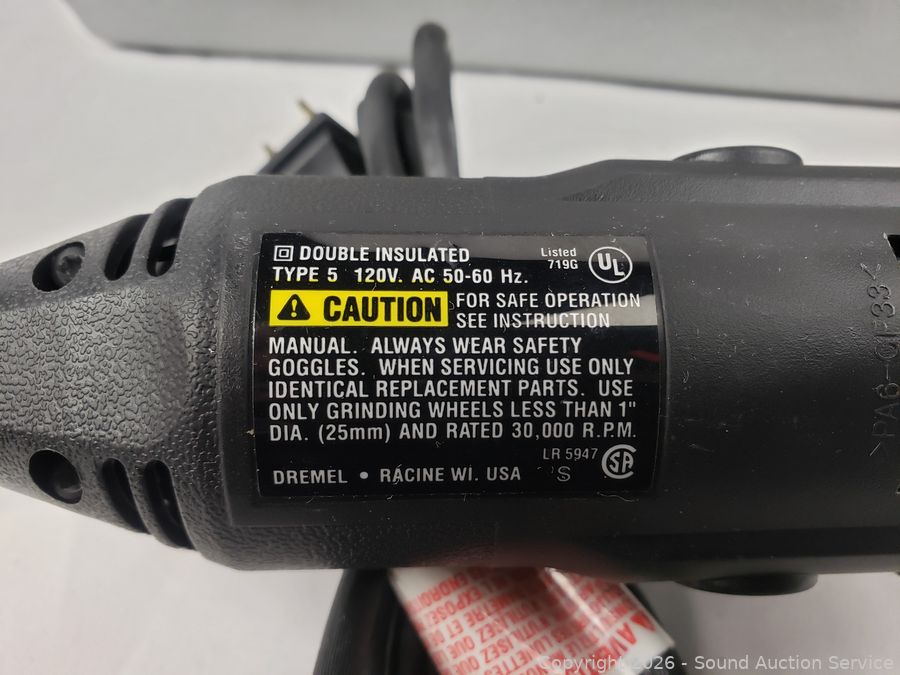 DOUBLE INSULATED
TYPE 5 120V. AC 50-60 Hz.
Listed
719G
UL
CAUTION
FOR SAFE OPERATION
SEE INSTRUCTION
MANUAL. ALWAYS WEAR SAFETY
GOGGLES. WHEN SERVICING USE ONLY
IDENTICAL REPLACEMENT PARTS. USE
ONLY GRINDING WHEELS LESS THAN 1"
DIA. (25mm) AND RATED 30,000 R.P.M.
LR 5947
S
DREMEL • RACINE WI. USA
>PA6-GF33<
Copyright 2026 - Sound Auction Service